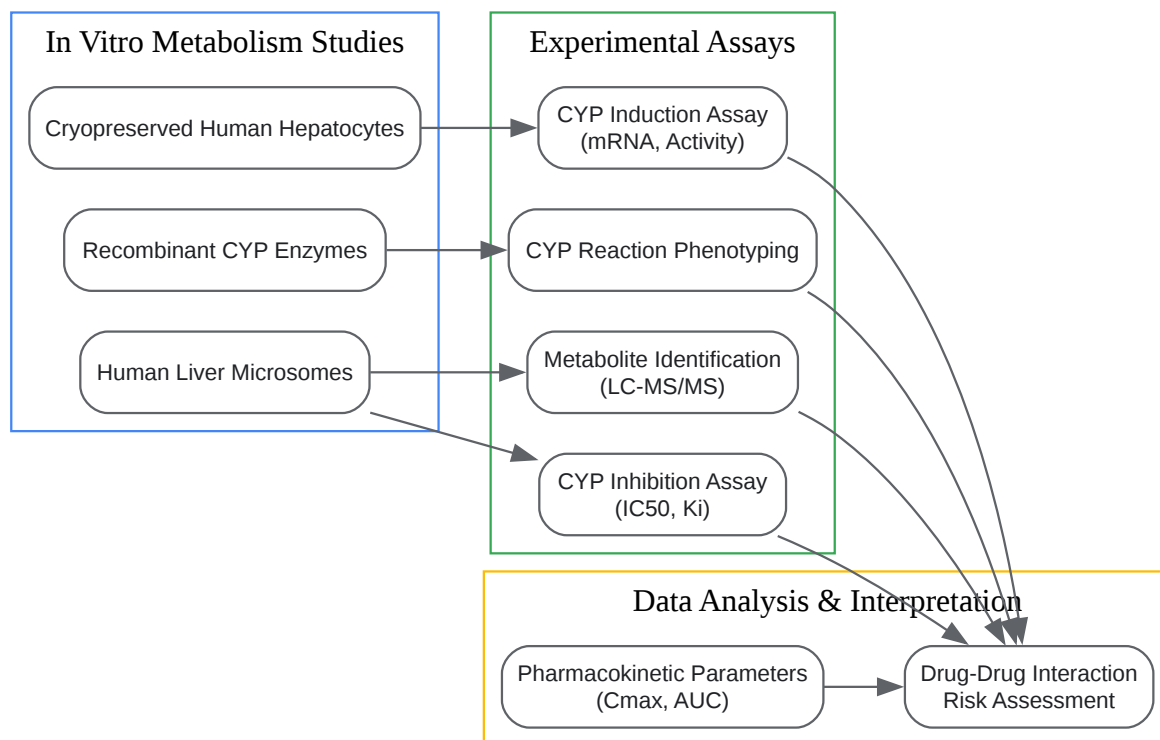 In Vitro Metabolism Studies
Cryopreserved Human Hepatocytes
Recombinant CYP Enzymes
Human Liver Microsomes
Experimental Assays
CYP Induction Assay
(mRNA, Activity)
CYP Reaction Phenotyping
Metabolite Identification
(LC-MS/MS)
CYP Inhibition Assay
(IC50, Ki)
Data Analysis & Interpretation
Pharmacokinetic Parameters
(Cmax, AUC)
Drug-Drug Interaction
Risk Assessment